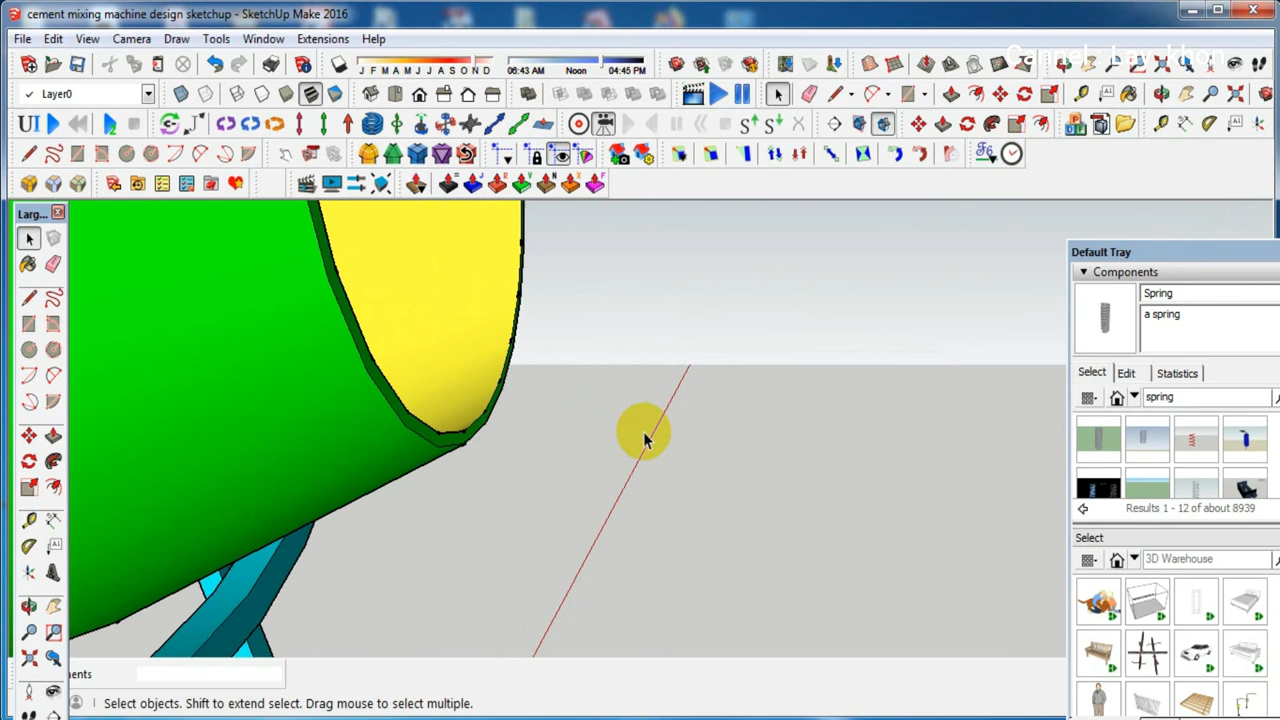 cement mixing machine design sketchup - SketchUp Make 2016
File Edit View Camera Draw Tools Window Extensions Help
J F M A M J J A S O N D 06:43 AM Noon 04:45 PM
Layer0
UI
Larg...
Default Tray
Components
Spring
a spring
Select Edit Statistics
spring
Results 1 - 12 of about 8939
Select
3D Warehouse
ments
Select objects. Shift to extend select. Drag mouse to select multiple.